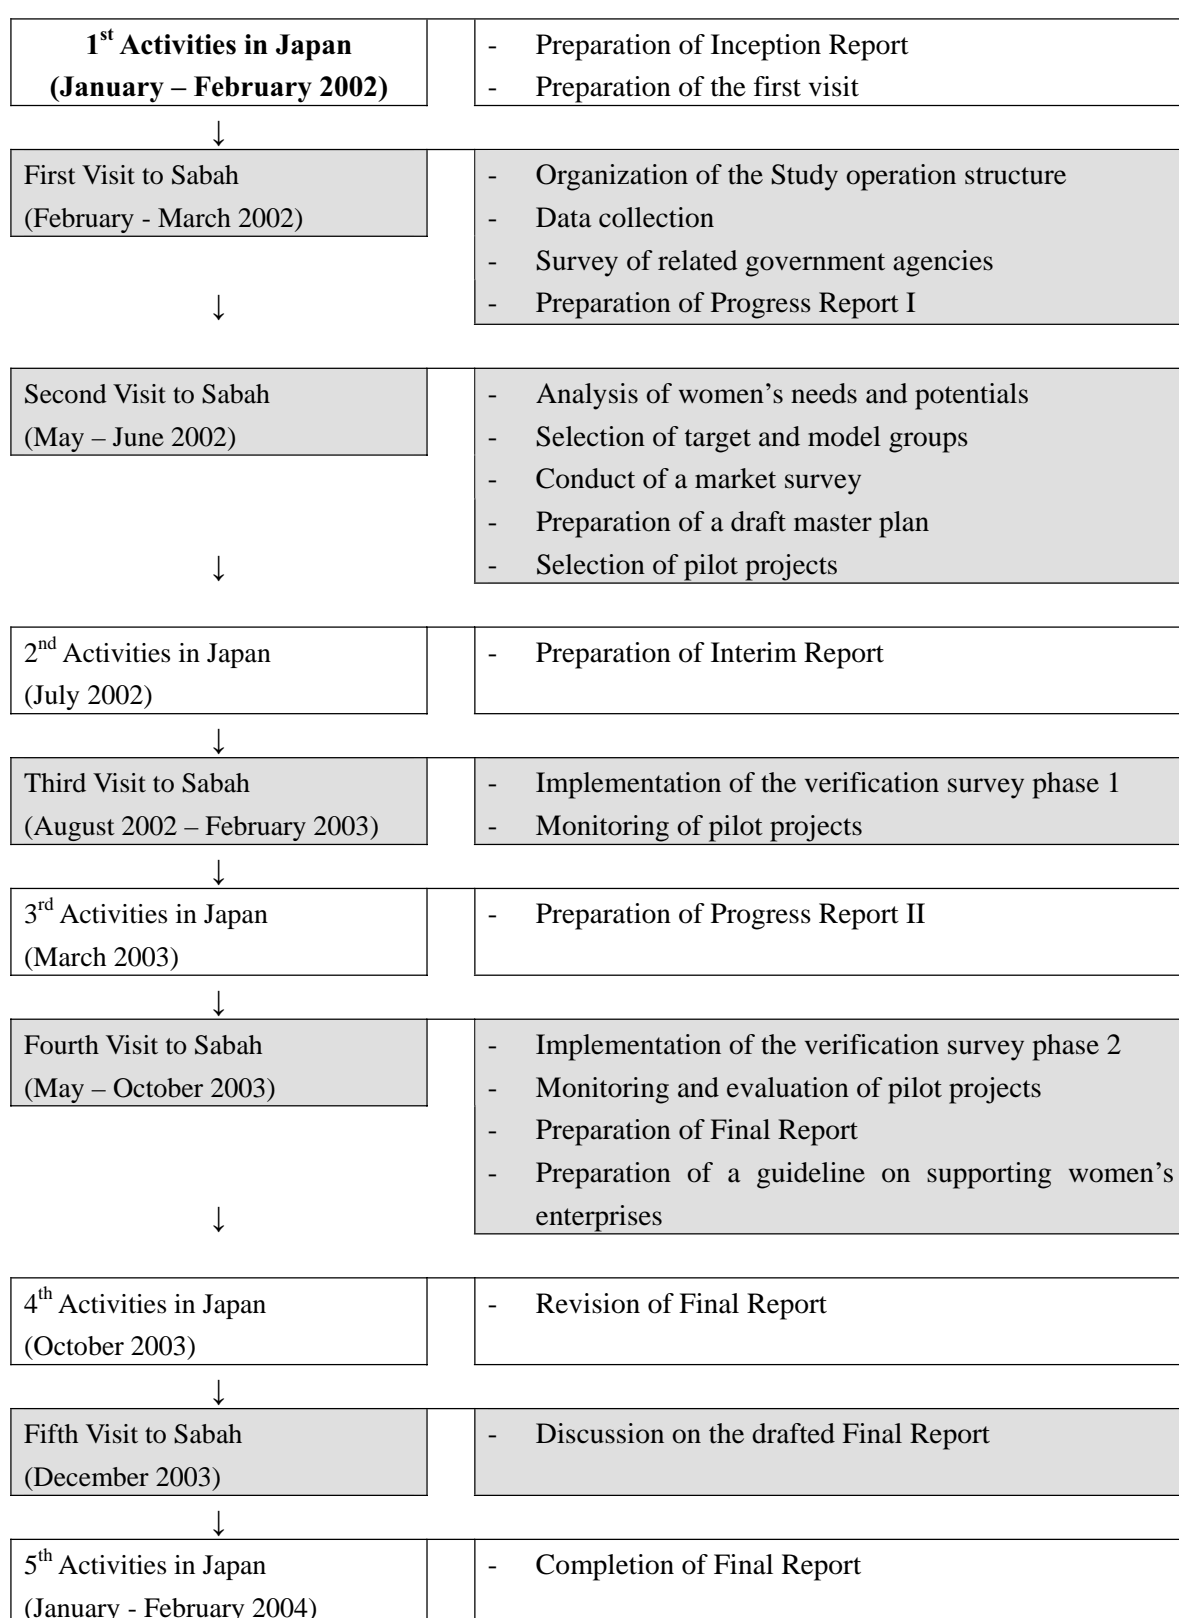 1st Activities in Japan
(January – February 2002)
- Preparation of Inception Report
- Preparation of the first visit
↓
First Visit to Sabah
(February - March 2002)
- Organization of the Study operation structure
- Data collection
- Survey of related government agencies
- Preparation of Progress Report I
↓
Second Visit to Sabah
(May – June 2002)
- Analysis of women’s needs and potentials
- Selection of target and model groups
- Conduct of a market survey
- Preparation of a draft master plan
- Selection of pilot projects
↓
2nd Activities in Japan
(July 2002)
- Preparation of Interim Report
↓
Third Visit to Sabah
(August 2002 – February 2003)
- Implementation of the verification survey phase 1
- Monitoring of pilot projects
↓
3rd Activities in Japan
(March 2003)
- Preparation of Progress Report II
↓
Fourth Visit to Sabah
(May – October 2003)
- Implementation of the verification survey phase 2
- Monitoring and evaluation of pilot projects
- Preparation of Final Report
- Preparation of a guideline on supporting women’s
enterprises
↓
4th Activities in Japan
(October 2003)
- Revision of Final Report
↓
Fifth Visit to Sabah
(December 2003)
- Discussion on the drafted Final Report
↓
5th Activities in Japan
(January - February 2004)
- Completion of Final Report